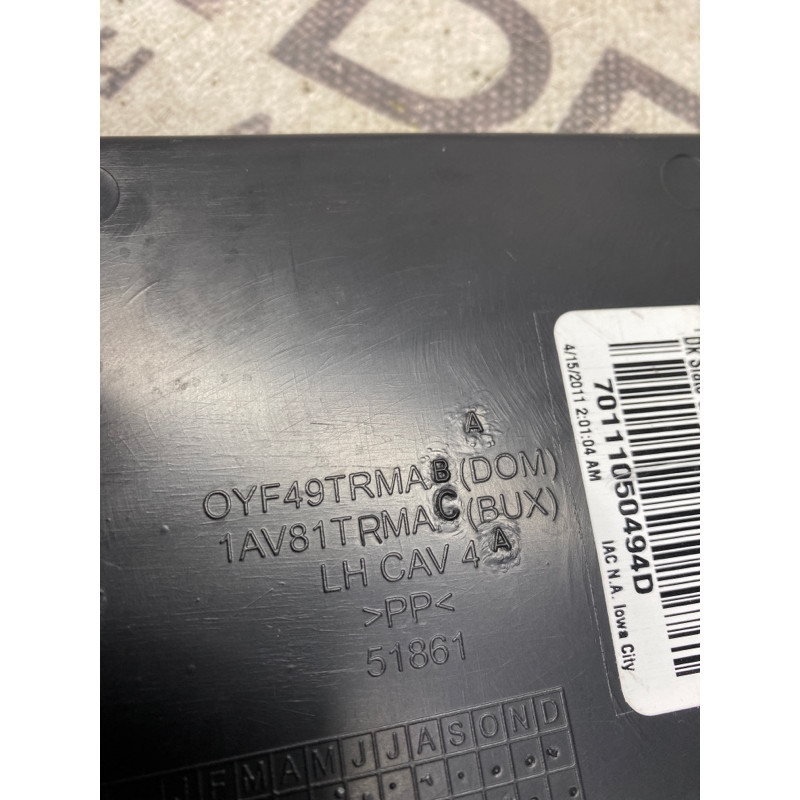 A
OYF49TRMAB (DOM)
1AV81TRMAC (BUX)
LH CAV 4 A
>PP<
51861
J F M A M J J A S O N D
4/15/2011 2:01:04 AM
70111050494D
IAC N.A. Iowa City